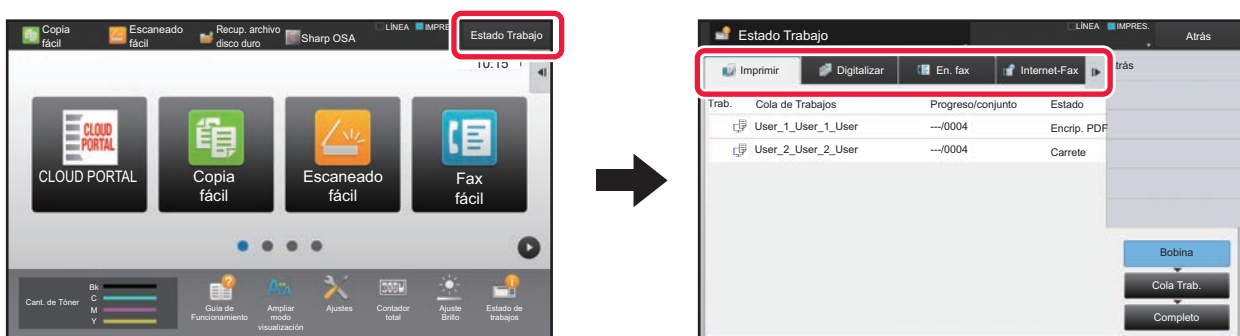 Copia
fácil
Escaneado
fácil
Recup. archivo
disco duro
Sharp OSA
LÍNEA
Estado Trabajo
10:15
CLOUD
PORTAL
CLOUD PORTAL
Copia
fácil
Escaneado
fácil
Fax
fácil
Cant. de Tóner
Bk
C
M
Y
Guía de
Funcionamiento
Ampliar
modo
visualización
Ajustes
Contador
total
Ajuste
Brillo
Estado de
trabajos
Estado Trabajo
LÍNEA
IMPRES.
Atrás
Imprimir
Digitalizar
En. fax
Internet-Fax
Trab.
Cola de Trabajos
Progreso/conjunto
Estado
User_1_User_1_User
---/0004
Encrip. PDF
User_2_User_2_User
---/0004
Carrete
Bobina
Cola Trab.
Completo